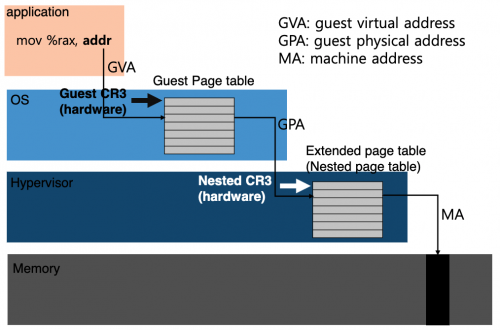 application
mov %rax, addr
GVA: guest virtual address
GPA: guest physical address
MA: machine address
GVA
Guest Page table
OS
Guest CR3
(hardware)
GPA
Extended page table
(Nested page table)
Hypervisor
Nested CR3
(hardware)
MA
Memory